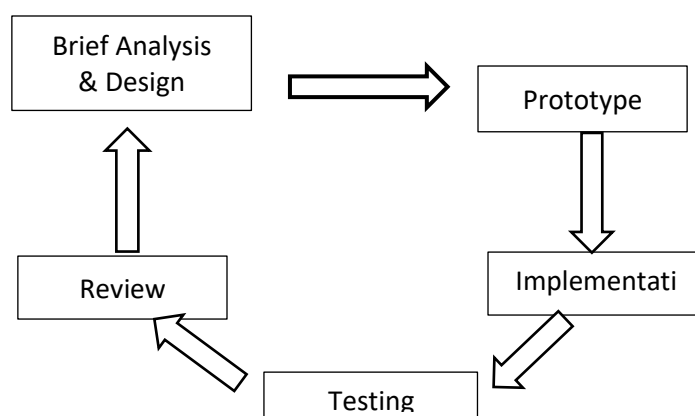 Brief Analysis
& Design
Prototype
Implementati
Testing
Review